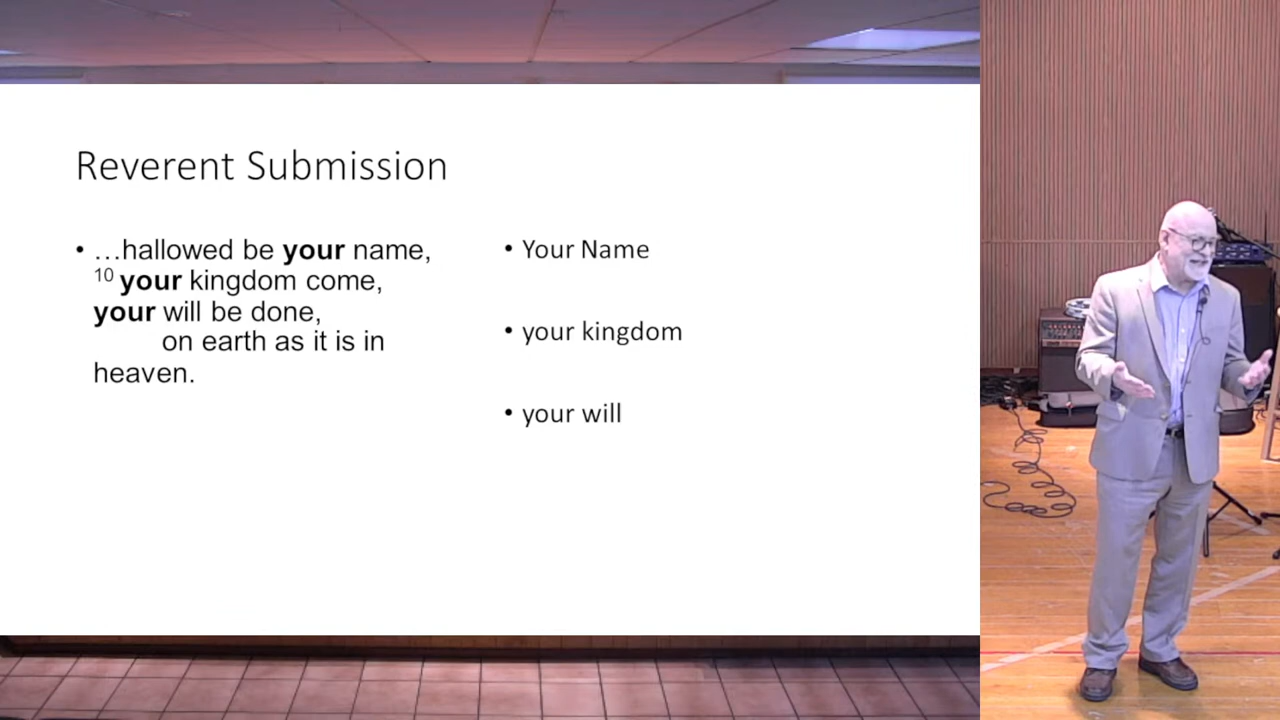 Reverent Submission
• …hallowed be your name,
10 your kingdom come,
your will be done,
on earth as it is in
heaven.
• Your Name
• your kingdom
• your will